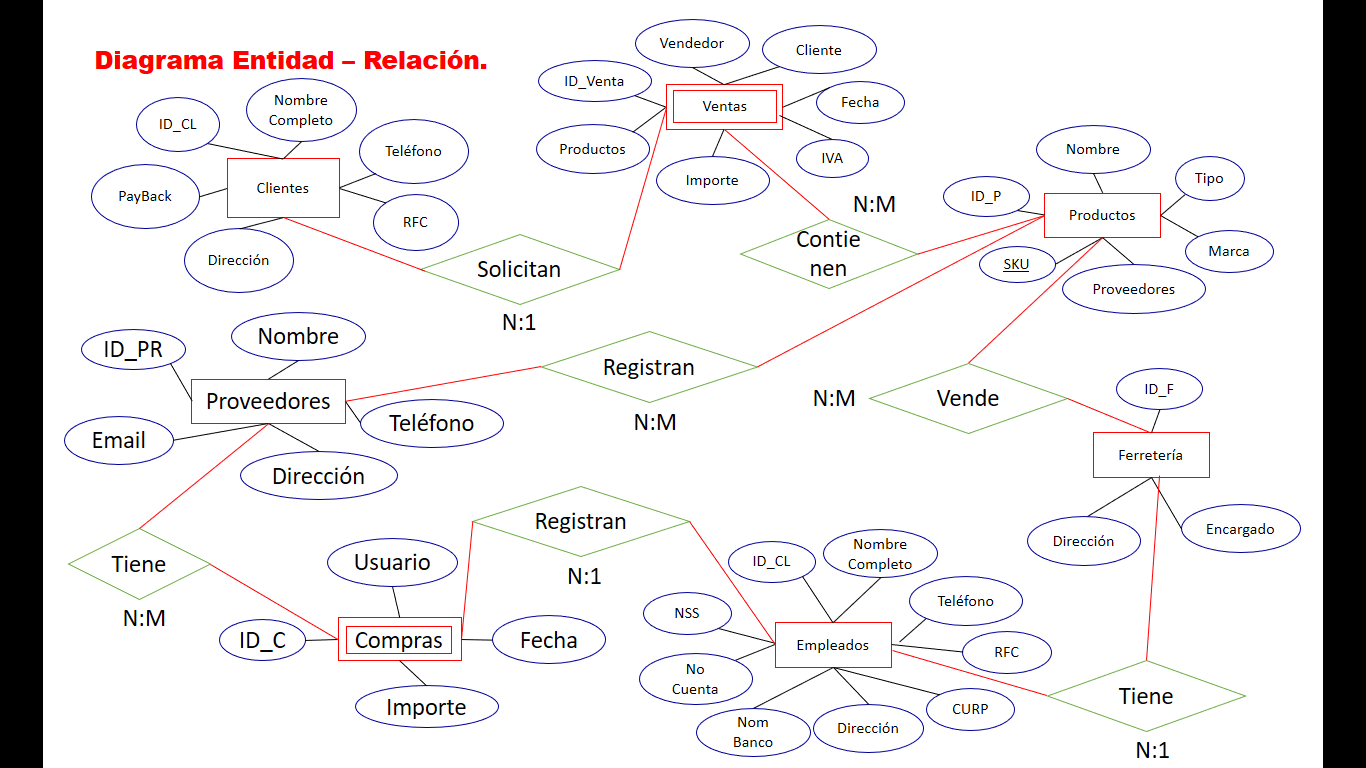 Diagrama Entidad – Relación.
Vendedor
Cliente
ID_Venta
Ventas
Fecha
Productos
IVA
Importe
ID_CL
Nombre
Completo
Teléfono
Clientes
PayBack
RFC
Dirección
Solicitan
N:1
N:M
Contie
nen
Nombre
Tipo
ID_P
Productos
Marca
SKU
Proveedores
ID_PR
Nombre
Proveedores
Teléfono
Email
Dirección
Registran
N:M
N:M
Vende
ID_F
Ferretería
Dirección
Encargado
Tiene
N:M
Registran
N:1
Usuario
ID_C
Compras
Fecha
Importe
ID_CL
Nombre
Completo
NSS
Teléfono
Empleados
RFC
No
Cuenta
CURP
Nom
Banco
Dirección
Tiene
N:1